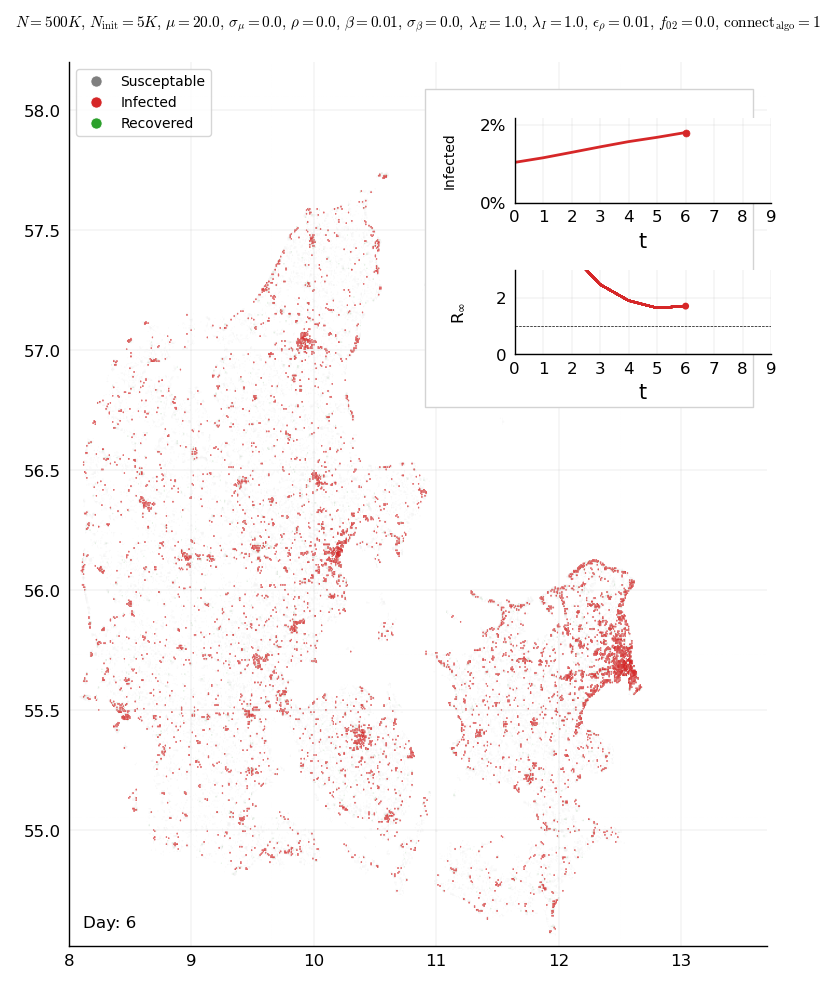 N = 500K, N_init = 5K, μ = 20.0, σ_μ = 0.0, ρ = 0.0, β = 0.01, σ_β = 0.0, λ_E = 1.0, λ_I = 1.0, ϵ_ρ = 0.01, f_02 = 0.0, connect_algo = 1
Susceptable
Infected
Recovered
58.0
57.5
57.0
56.5
56.0
55.5
55.0
8 9 10 11 12 13
Day: 6
Infected
2%
0%
0 1 2 3 4 5 6 7 8 9
t
R∞
2
0
0 1 2 3 4 5 6 7 8 9
t